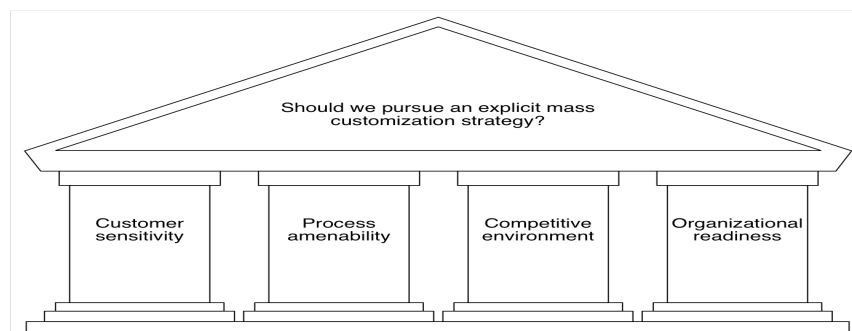 Should we pursue an explicit mass
customization strategy?
Customer
sensitivity
Process
amenability
Competitive
environment
Organizational
readiness